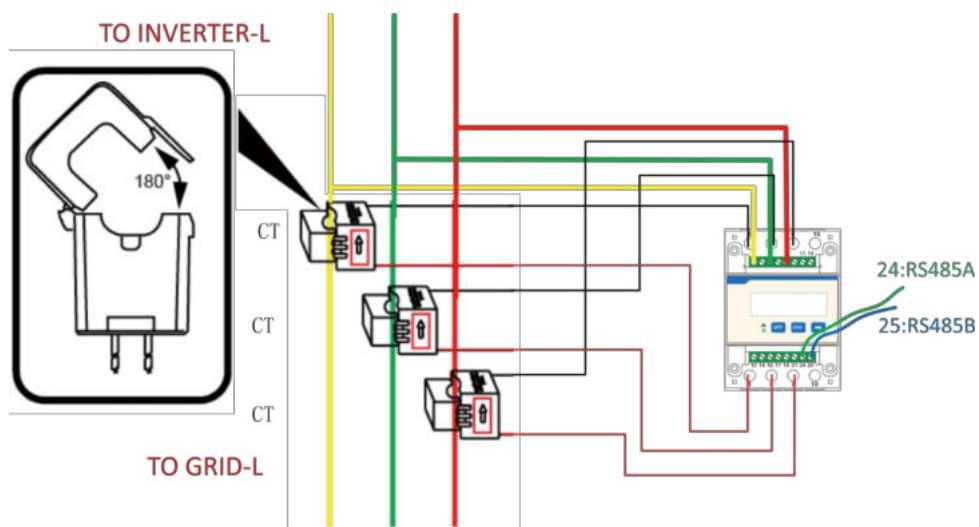 TO INVERTER-L
180°
CT
24:RS485A
CT
25:RS485B
CT
TO GRID-L